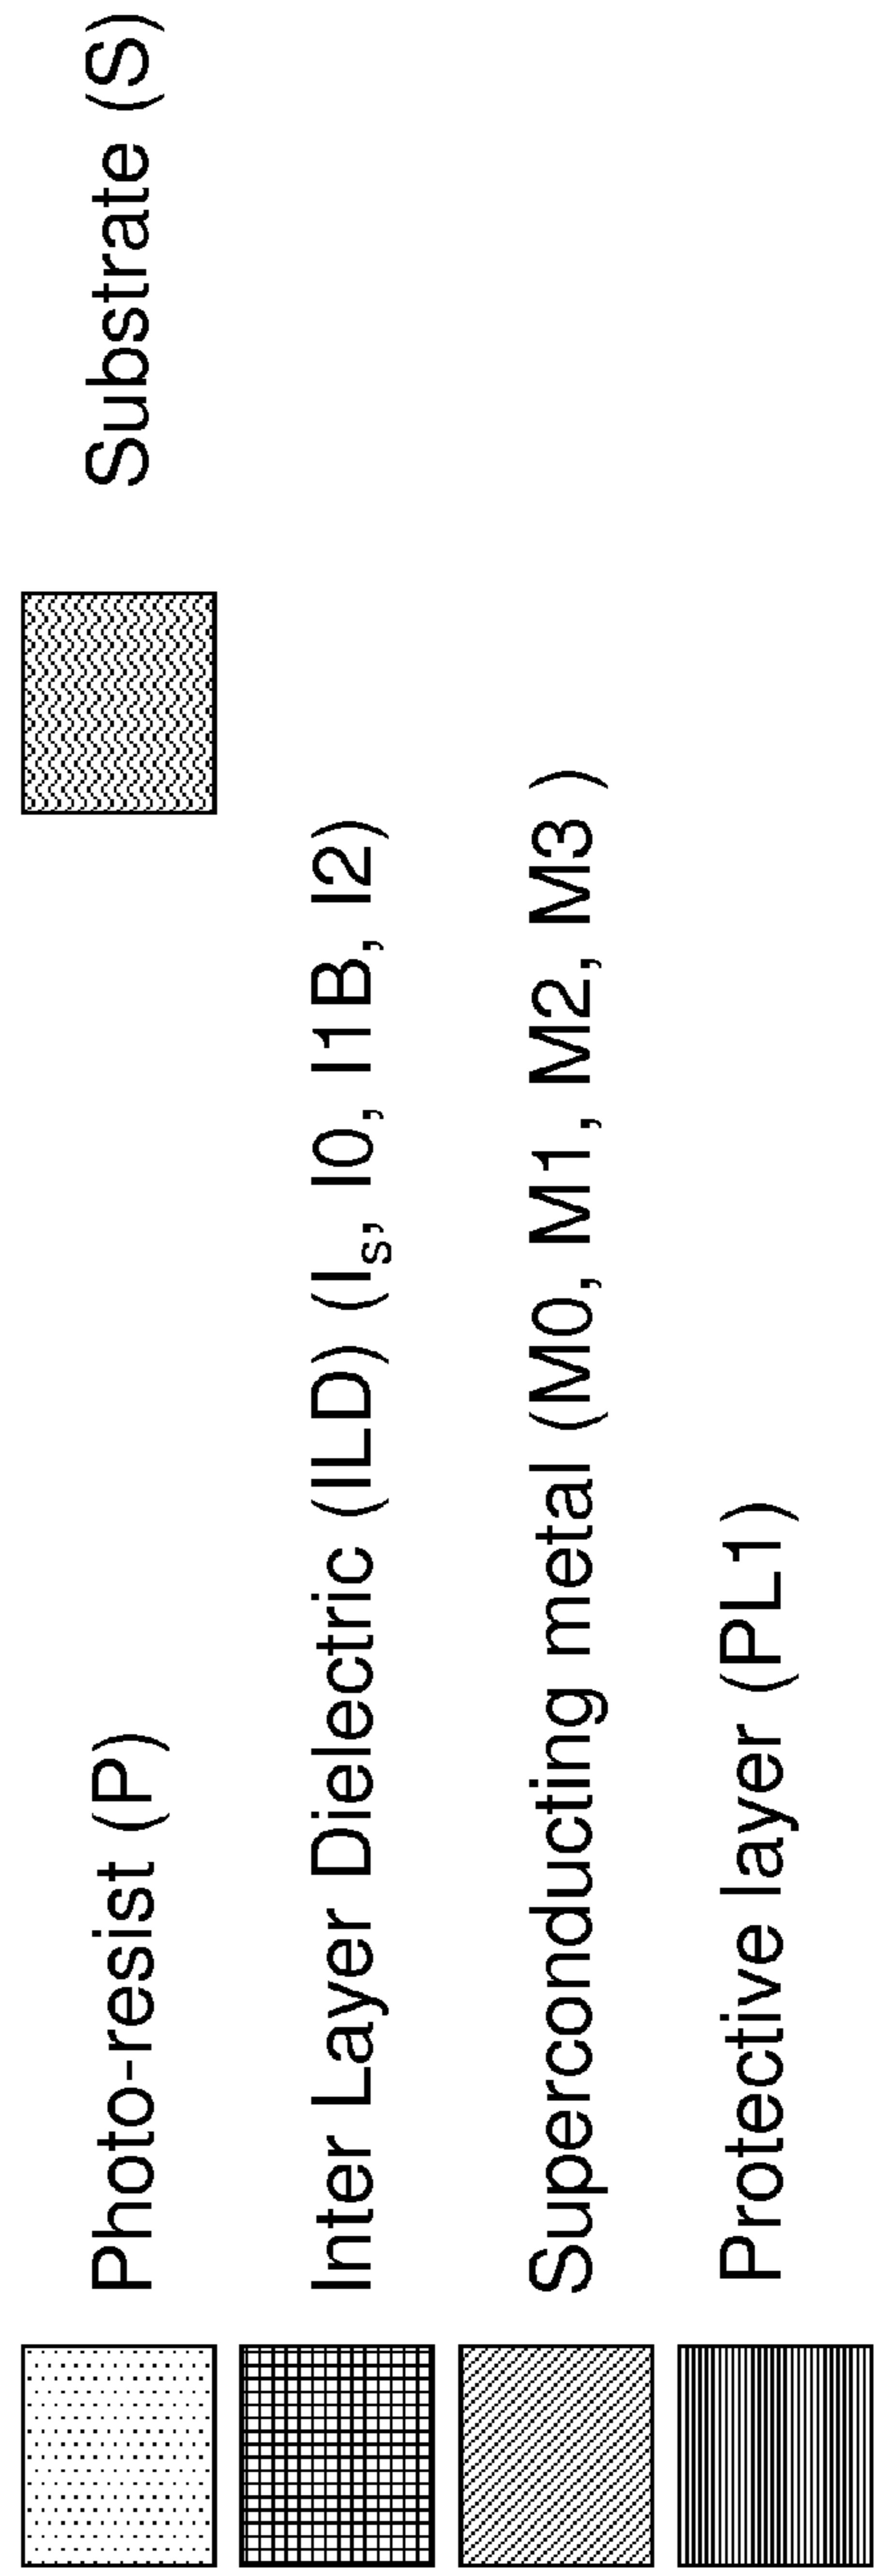 Photo-resist (P)
Substrate (S)
Inter Layer Dielectric (ILD) (Iₛ, I0, I1B, I2)
Superconducting metal (M0, M1, M2, M3 )
Protective layer (PL1)